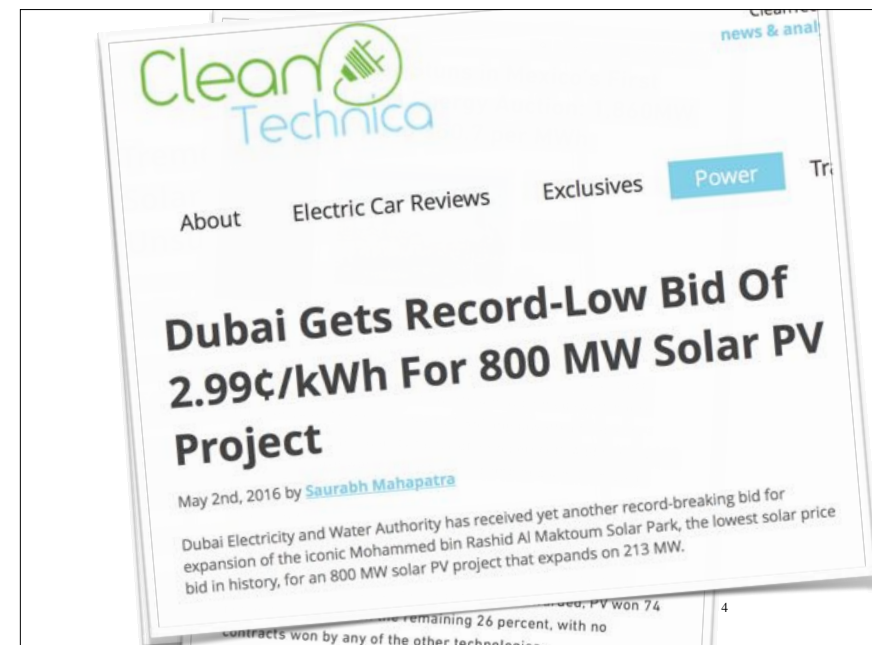 Clean
Technica
news & anal
About Electric Car Reviews Exclusives Power Tra
Dubai Gets Record-Low Bid Of
2.99¢/kWh For 800 MW Solar PV
Project
May 2nd, 2016 by Saurabh Mahapatra
Dubai Electricity and Water Authority has received yet another record-breaking bid for
expansion of the iconic Mohammed bin Rashid Al Maktoum Solar Park, the lowest solar price
bid in history, for an 800 MW solar PV project that expands on 213 MW.
PV won 74
remaining 26 percent, with no
contracts won by any of the other
4